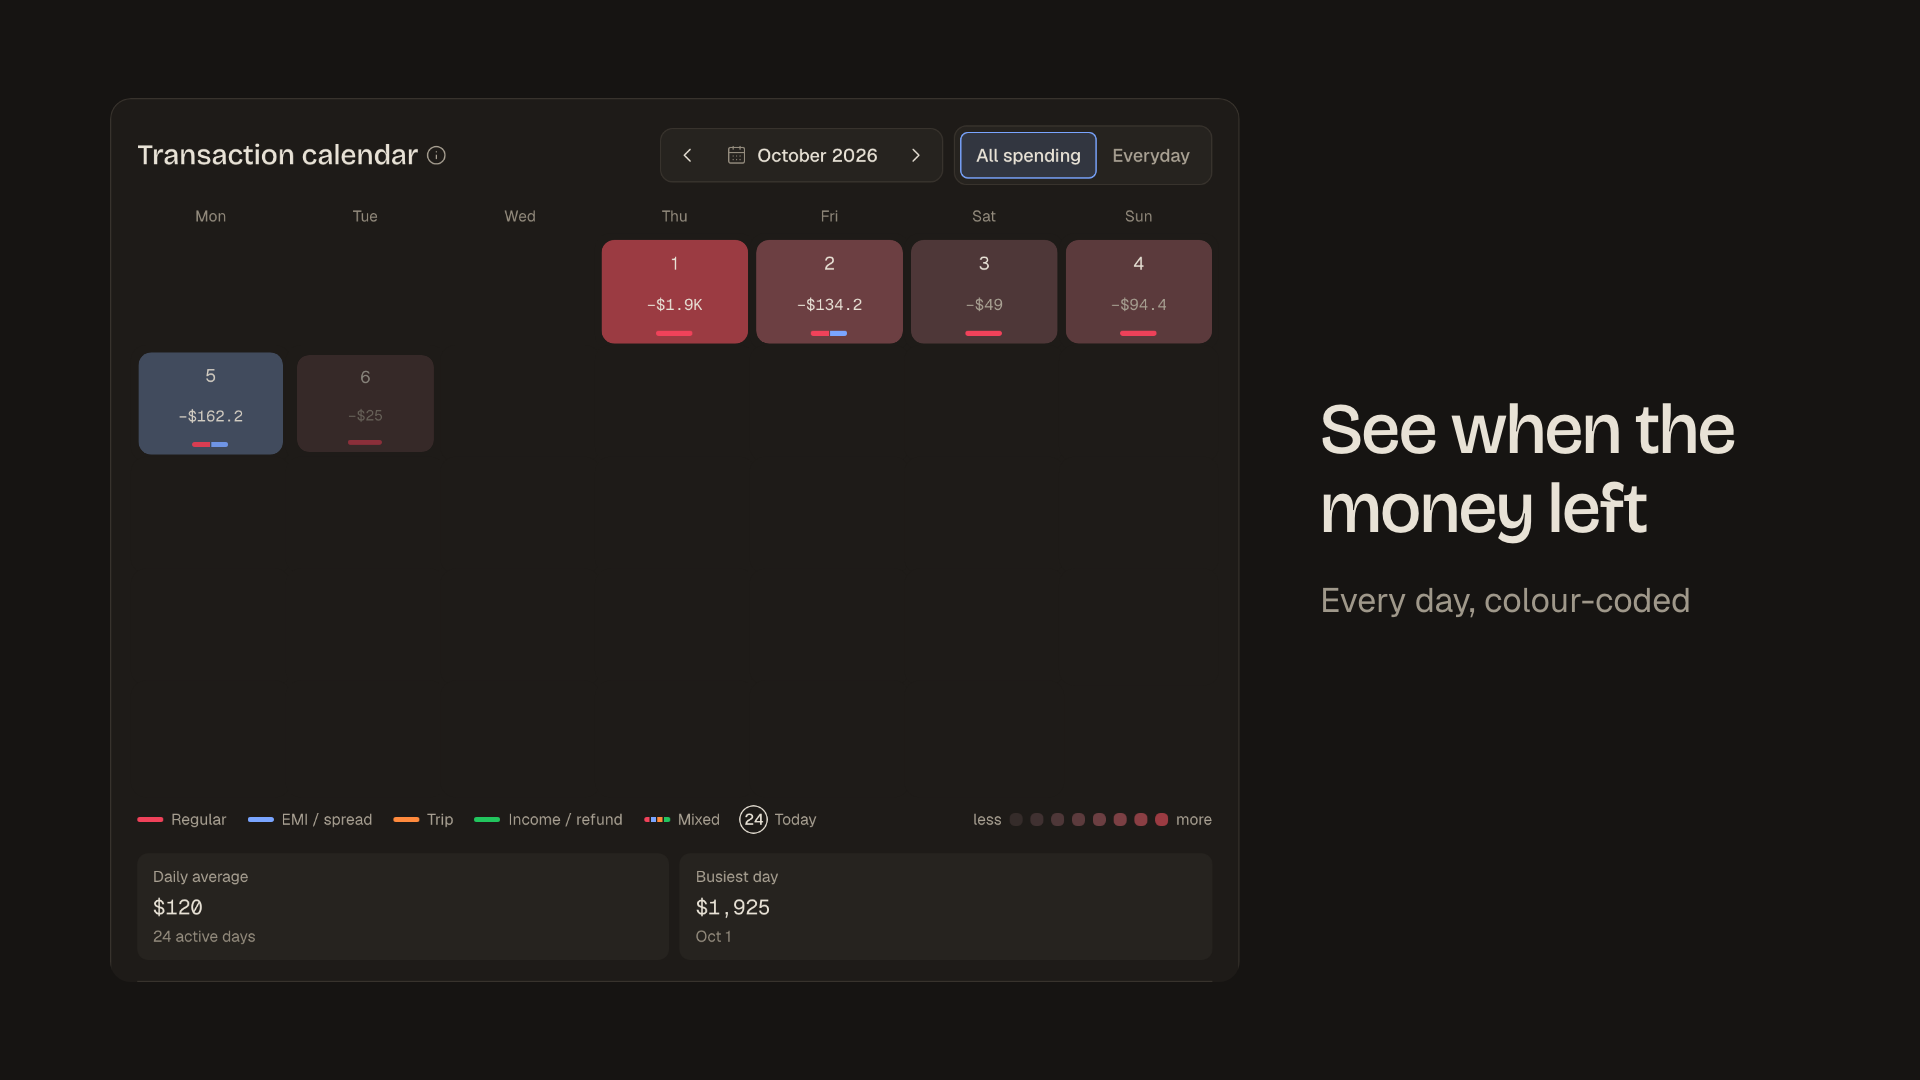 Transaction calendar
October 2026
All spending
Everyday
Mon Tue Wed Thu Fri Sat Sun
1 2 3 4
−$1.9K −$134.2 −$49 −$94.4
5 6
−$162.2 −$25
Regular EMI / spread Trip Income / refund Mixed 24 Today less more
Daily average
$120
24 active days
Busiest day
$1,925
Oct 1
See when the
money left
Every day, colour-coded